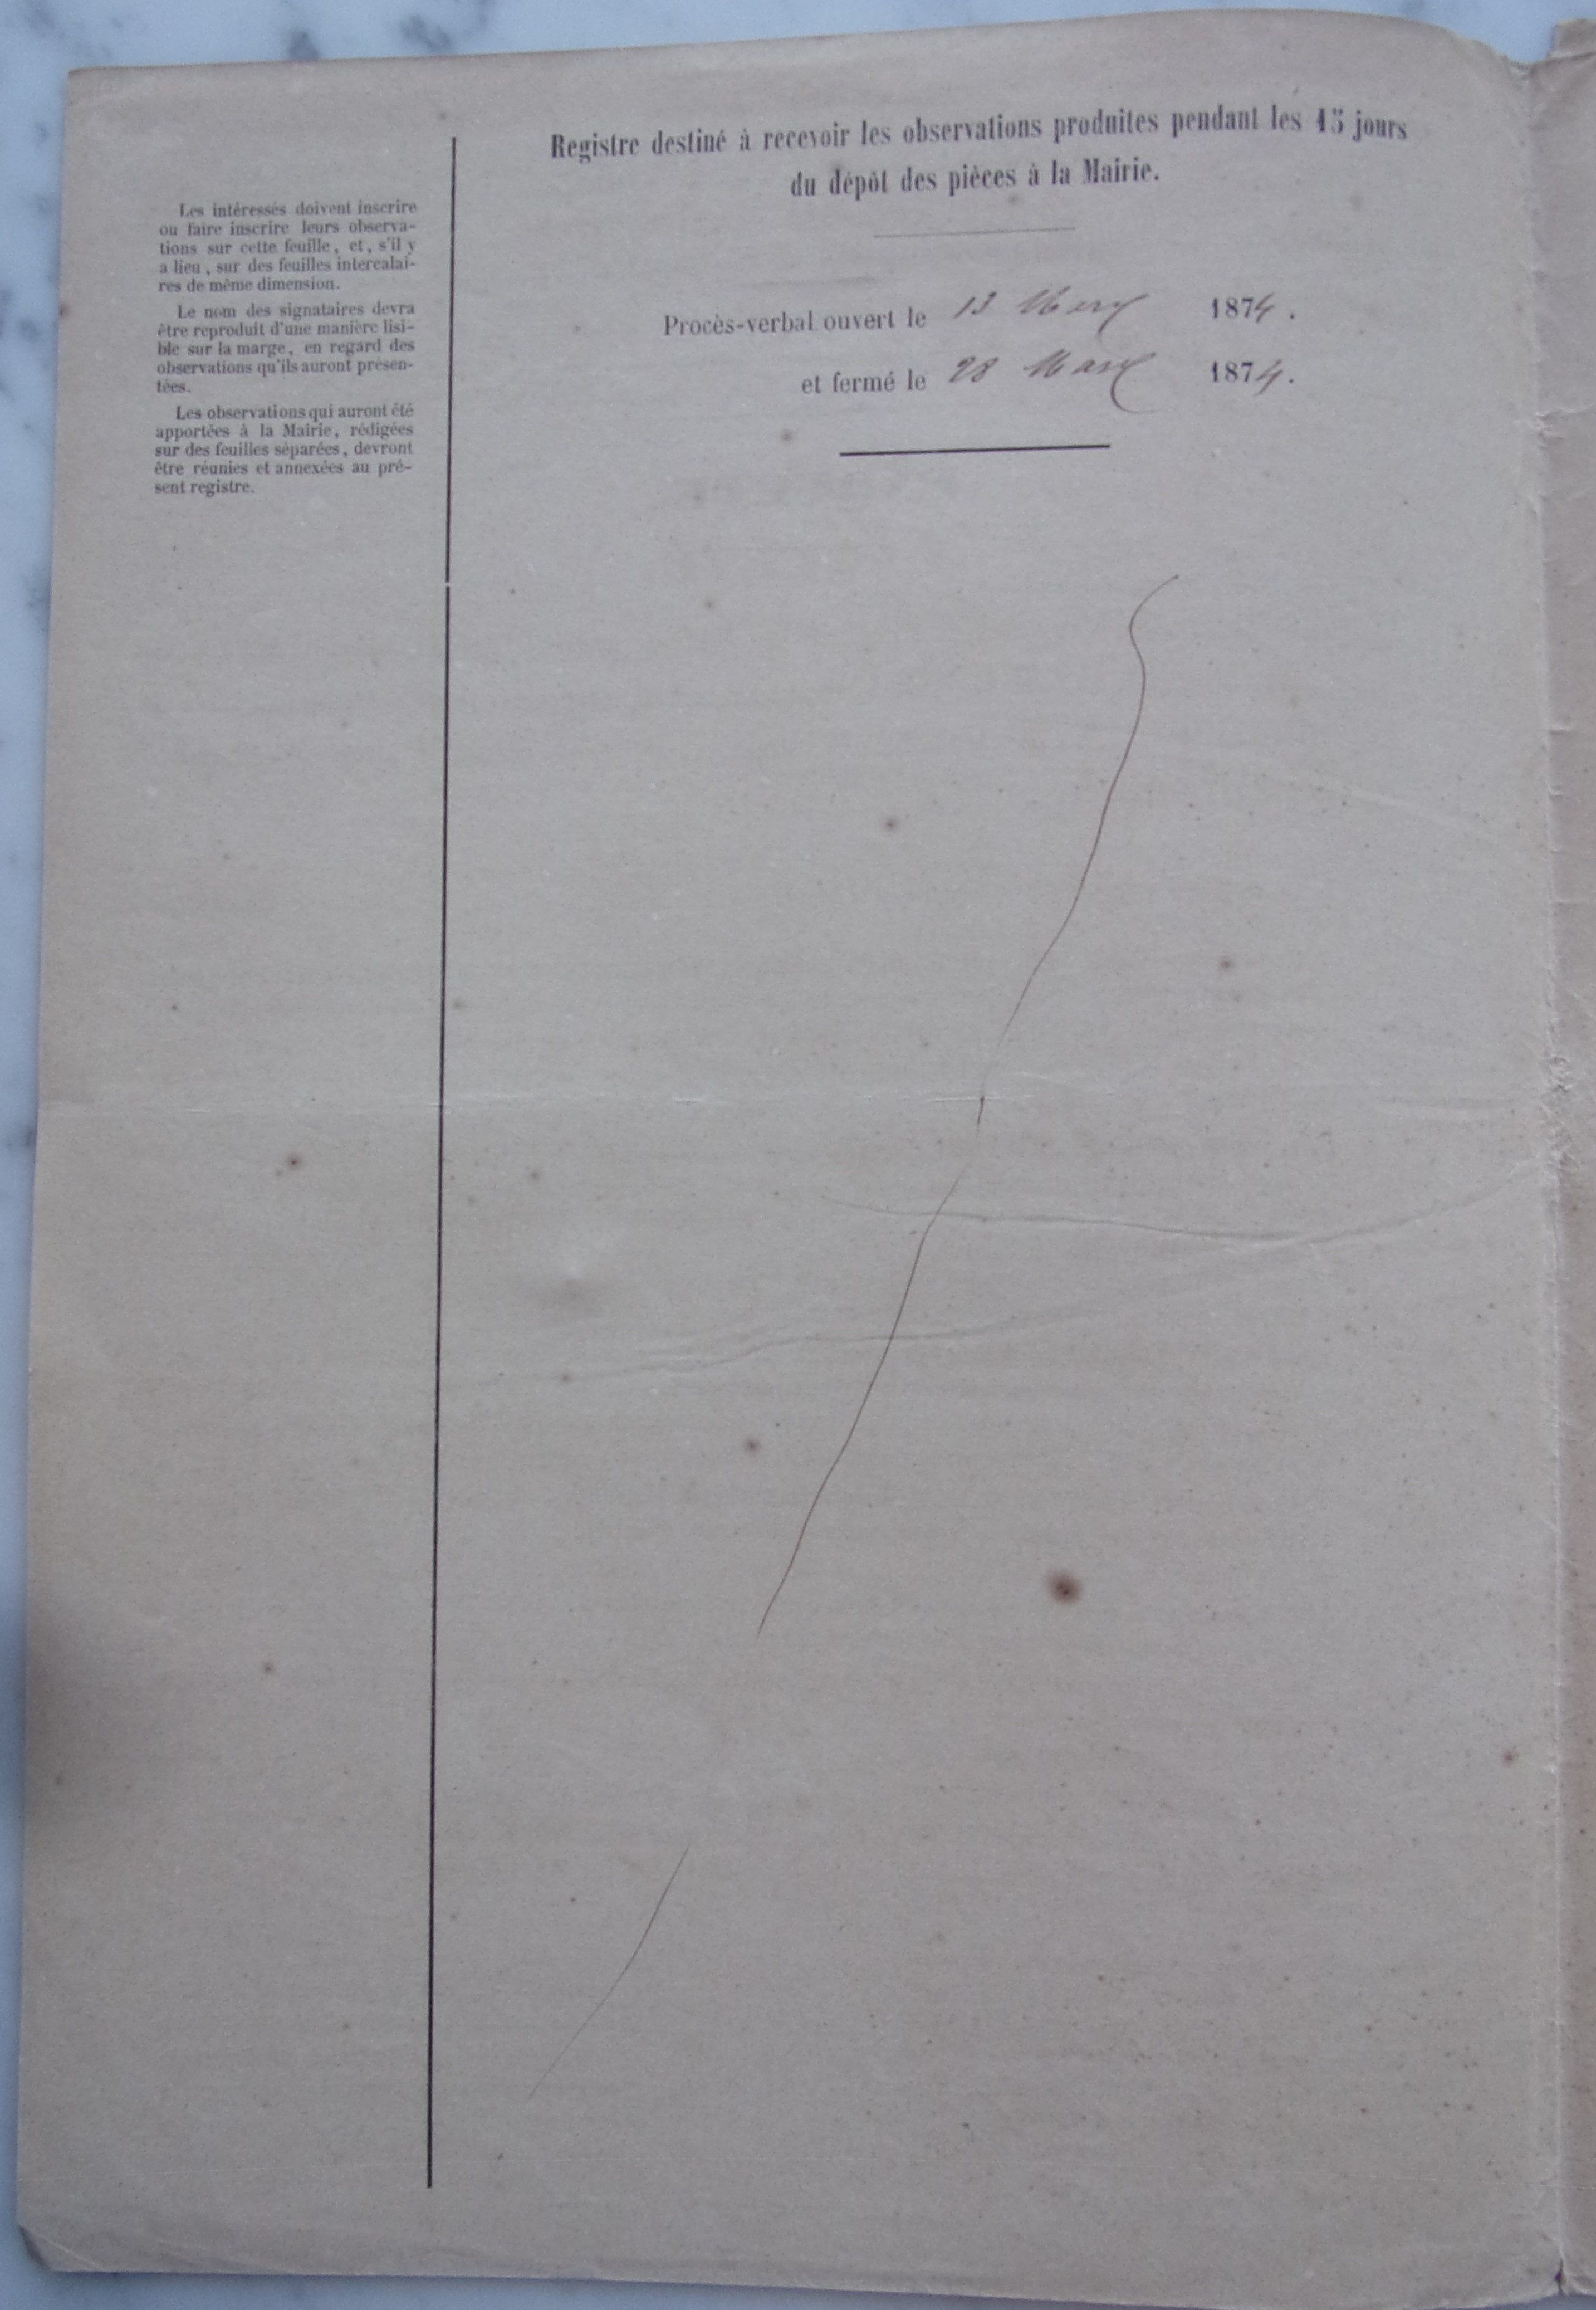 Registre destiné à recevoir les observations produites pendant les 15 jours
du dépôt des pièces à la Mairie.
Les intéressés doivent inscrire
ou faire inscrire leurs observa-
tions sur cette feuille, et, s'il y
a lieu, sur des feuilles intercalai-
res de même dimension.
Le nom des signataires devra
être reproduit d'une manière lisi-
ble sur la marge, en regard des
observations qu'ils auront présen-
tées.
Les observations qui auront été
apportées à la Mairie, rédigées
sur des feuilles séparées, devront
être réunies et annexées au pré-
sent registre.
Procès-verbal ouvert le 13 Mars 1874.
et fermé le 28 Mars 1874.